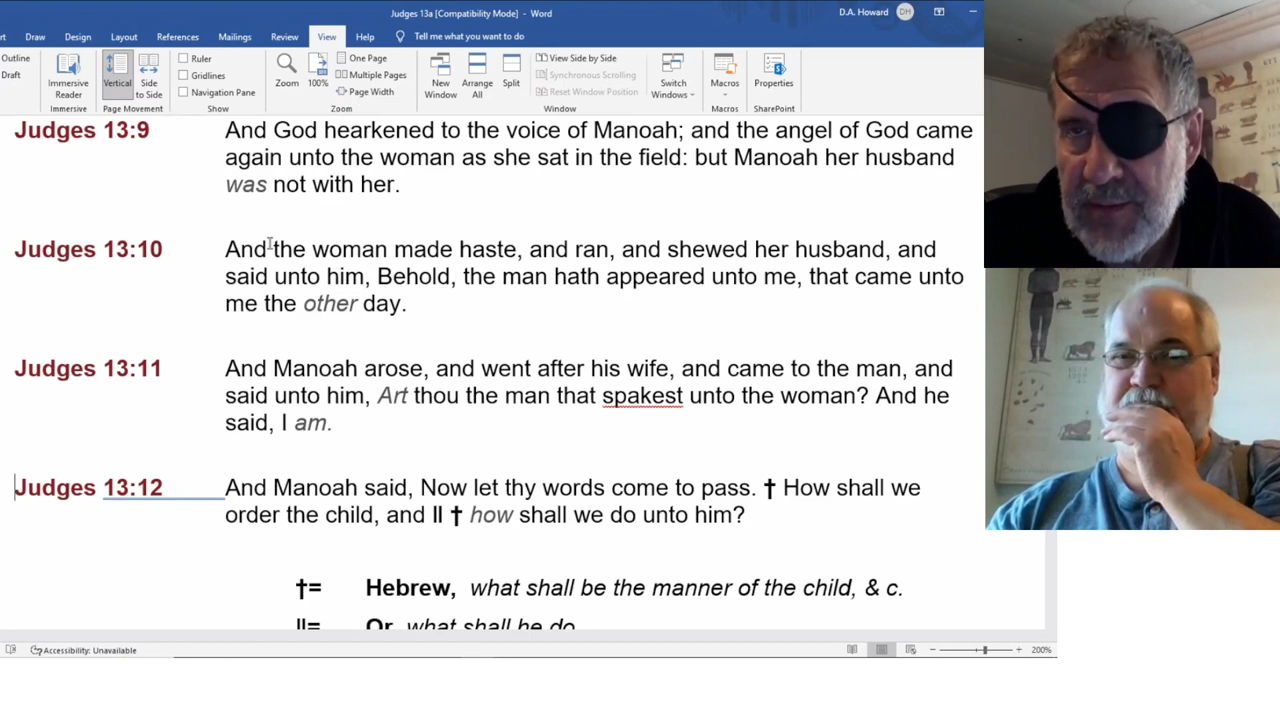 Judges 13a [Compatibility Mode] - Word
D.A. Howard DH
rt Draw Design Layout References Mailings Review View Help Tell me what you want to do
Outline
Draft
Immersive
Reader
Immersive
Vertical Side
to Side
Page Movement
Ruler
Gridlines
Navigation Pane
Show
Zoom 100%
One Page
Multiple Pages
Page Width
Zoom
New
Window
Arrange
All
Split
View Side by Side
Synchronous Scrolling
Reset Window Position
Window
Switch
Windows
Macros
Macros
Properties
SharePoint
Judges 13:9 And God hearkened to the voice of Manoah; and the angel of God came
again unto the woman as she sat in the field: but Manoah her husband
was not with her.
Judges 13:10 And the woman made haste, and ran, and shewed her husband, and
said unto him, Behold, the man hath appeared unto me, that came unto
me the other day.
Judges 13:11 And Manoah arose, and went after his wife, and came to the man, and
said unto him, Art thou the man that spakest unto the woman? And he
said, I am.
Judges 13:12 And Manoah said, Now let thy words come to pass. † How shall we
order the child, and ll † how shall we do unto him?
†= Hebrew, what shall be the manner of the child, & c.
ll= Or, what shall he do
Accessibility: Unavailable
200%